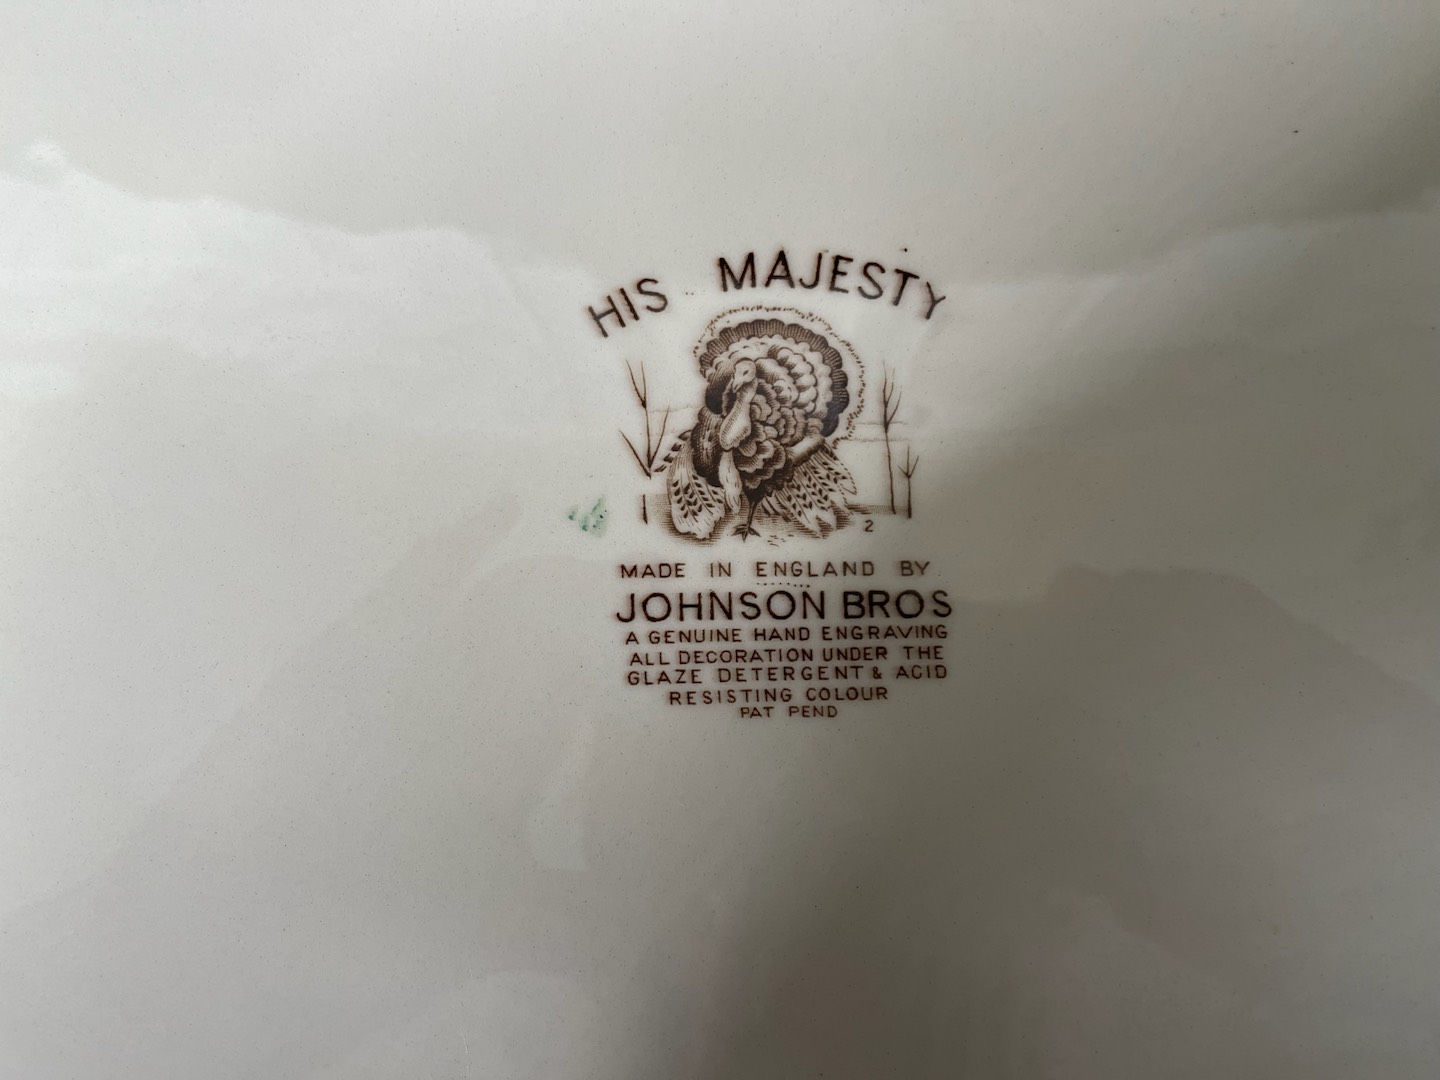 HIS MAJESTY
2
MADE IN ENGLAND BY
JOHNSON BROS
A GENUINE HAND ENGRAVING
ALL DECORATION UNDER THE
GLAZE DETERGENT & ACID
RESISTING COLOUR
PAT PEND